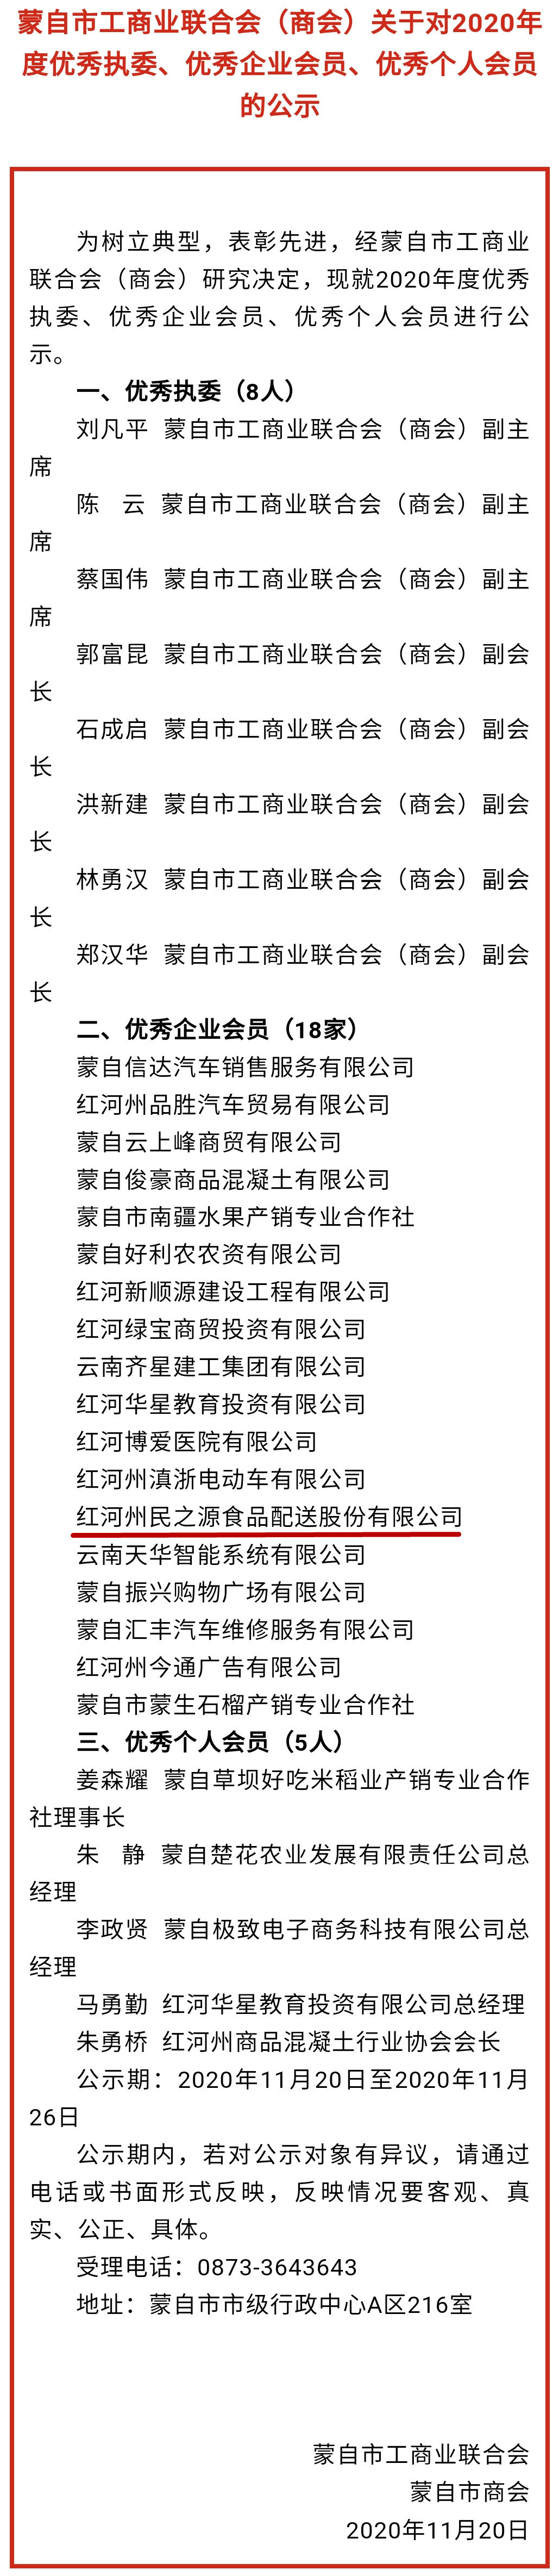 蒙自市工商业联合会（商会）关于对2020年
度优秀执委、优秀企业会员、优秀个人会员
的公示
为树立典型，表彰先进，经蒙自市工商业
联合会（商会）研究决定，现就2020年度优秀
执委、优秀企业会员、优秀个人会员进行公
示。
一、优秀执委（8人）
刘凡平 蒙自市工商业联合会（商会）副主
席
陈 云 蒙自市工商业联合会（商会）副主
席
蔡国伟 蒙自市工商业联合会（商会）副主
席
郭富昆 蒙自市工商业联合会（商会）副会
长
石成启 蒙自市工商业联合会（商会）副会
长
洪新建 蒙自市工商业联合会（商会）副会
长
林勇汉 蒙自市工商业联合会（商会）副会
长
郑汉华 蒙自市工商业联合会（商会）副会
长
二、优秀企业会员（18家）
蒙自信达汽车销售服务有限公司
红河州品胜汽车贸易有限公司
蒙自云上峰商贸有限公司
蒙自俊豪商品混凝土有限公司
蒙自市南疆水果产销专业合作社
蒙自好利农农资有限公司
红河新顺源建设工程有限公司
红河绿宝商贸投资有限公司
云南齐星建工集团有限公司
红河华星教育投资有限公司
红河博爱医院有限公司
红河州滇浙电动车有限公司
红河州民之源食品配送股份有限公司
云南天华智能系统有限公司
蒙自振兴购物广场有限公司
蒙自汇丰汽车维修服务有限公司
红河州今通广告有限公司
蒙自市蒙生石榴产销专业合作社
三、优秀个人会员（5人）
姜森耀 蒙自草坝好吃米稻业产销专业合作
社理事长
朱 静 蒙自楚花农业发展有限责任公司总
经理
李政贤 蒙自极致电子商务科技有限公司总
经理
马勇勤 红河华星教育投资有限公司总经理
朱勇桥 红河州商品混凝土行业协会会长
公示期：2020年11月20日至2020年11月
26日
公示期内，若对公示对象有异议，请通过
电话或书面形式反映，反映情况要客观、真
实、公正、具体。
受理电话：0873-3643643
地址：蒙自市市级行政中心A区216室
蒙自市工商业联合会
蒙自市商会
2020年11月20日